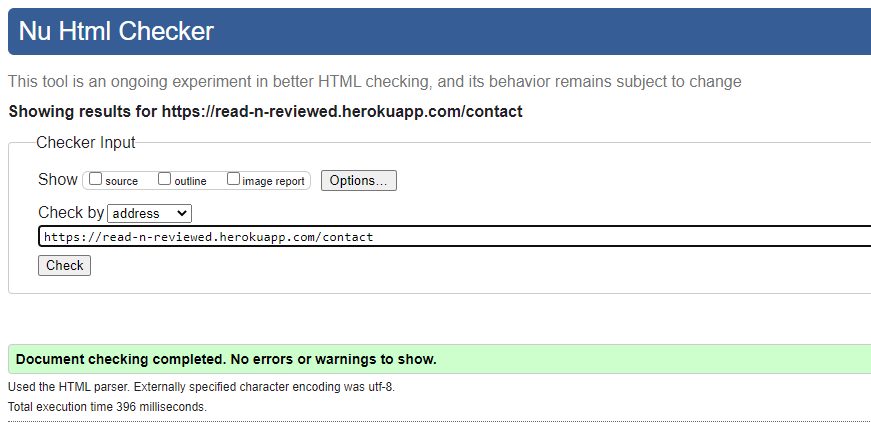 Nu Html Checker
This tool is an ongoing experiment in better HTML checking, and its behavior remains subject to change
Showing results for https://read-n-reviewed.herokuapp.com/contact
Checker Input
Show source outline image report Options...
Check by address
https://read-n-reviewed.herokuapp.com/contact
Check
Document checking completed. No errors or warnings to show.
Used the HTML parser. Externally specified character encoding was utf-8.
Total execution time 396 milliseconds.